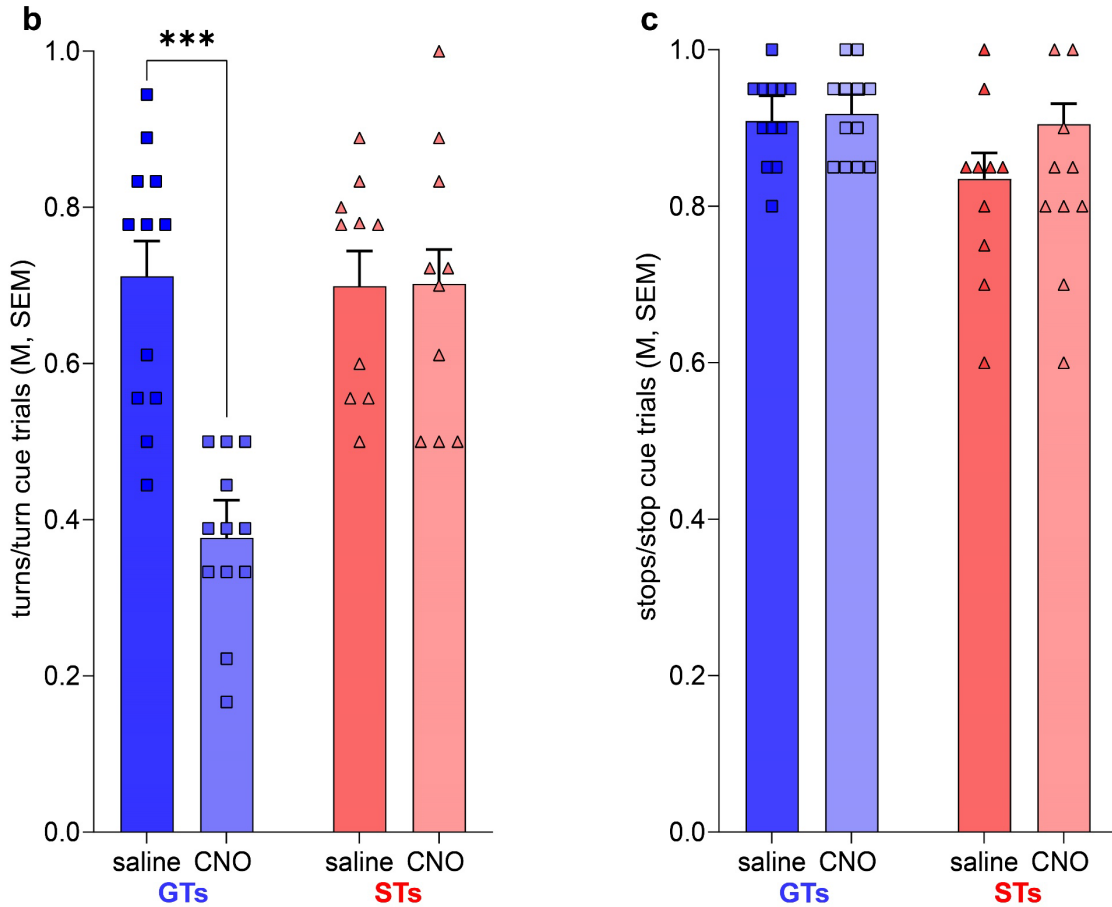 b
turns/turn cue trials (M, SEM)
1.0
0.8
0.6
0.4
0.2
0.0
***
saline CNO saline CNO
GTs STs
c
stops/stop cue trials (M, SEM)
1.0
0.8
0.6
0.4
0.2
0.0
saline CNO saline CNO
GTs STs